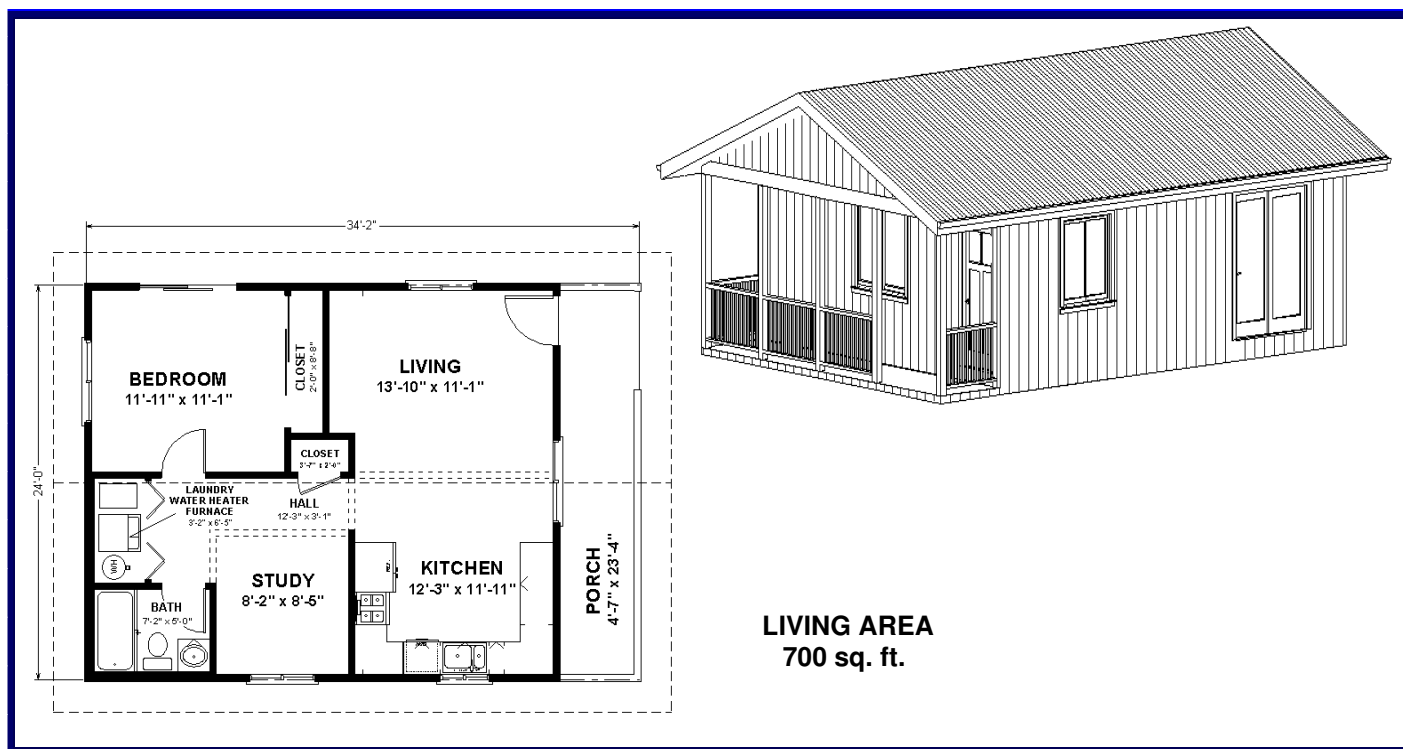 34'-2"
24'-0"
BEDROOM
11'-11" x 11'-1"
CLOSET
2'-0" x 8'-8"
LIVING
13'-10" x 11'-1"
CLOSET
3'-7" x 2'-0"
LAUNDRY
WATER HEATER
FURNACE
3'-2" x 6'-5"
HALL
12'-3" x 3'-1"
STUDY
8'-2" x 8'-5"
KITCHEN
12'-3" x 11'-11"
BATH
7'-2" x 5'-0"
PORCH
4'-7" x 23'-4"
LIVING AREA
700 sq. ft.